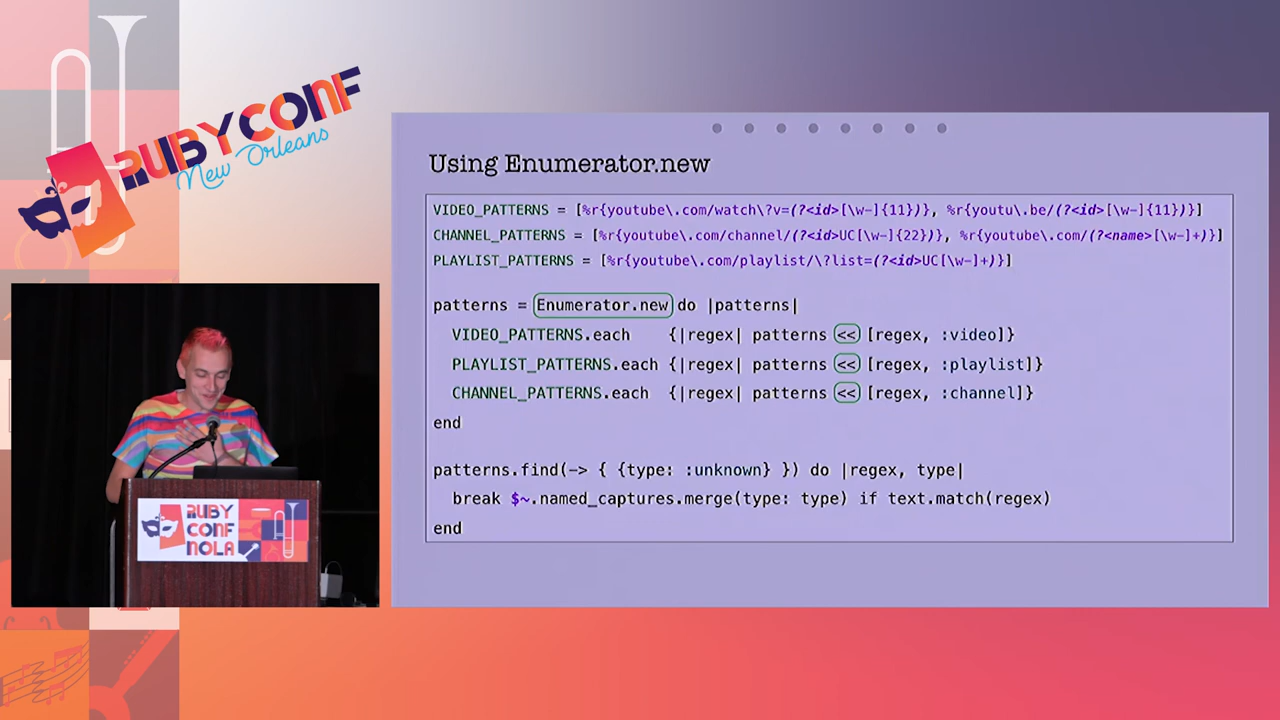 RUBYCONF
New Orleans
Using Enumerator.new
VIDEO_PATTERNS = [%r{youtube\.com/watch\?v=(?<id>[\w-]{11})}, %r{youtu\.be/(?<id>[\w-]{11})}]
CHANNEL_PATTERNS = [%r{youtube\.com/channel/(?<id>UC[\w-]{22})}, %r{youtube\.com/(?<name>[\w-]+)}]
PLAYLIST_PATTERNS = [%r{youtube\.com/playlist/\?list=(?<id>UC[\w-]+)}]
patterns = Enumerator.new do |patterns|
VIDEO_PATTERNS.each {|regex| patterns << [regex, :video]}
PLAYLIST_PATTERNS.each {|regex| patterns << [regex, :playlist]}
CHANNEL_PATTERNS.each {|regex| patterns << [regex, :channel]}
end
patterns.find(-> { {type: :unknown} }) do |regex, type|
break $~.named_captures.merge(type: type) if text.match(regex)
end
RUBY
CONF
NOLA